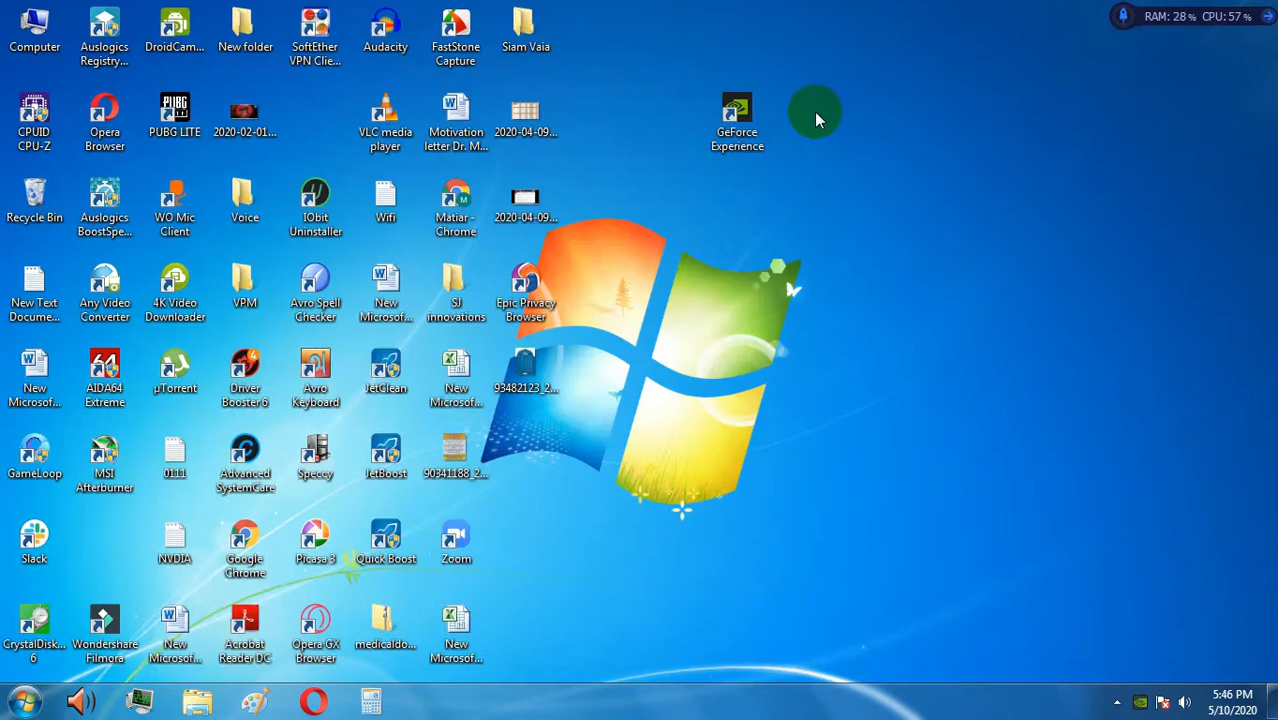 RAM: 28 % CPU: 57 %
Computer
Auslogics
Registry...
DroidCam...
New folder
SoftEther
VPN Clie...
Audacity
FastStone
Capture
Siam Vaia
CPUID
CPU-Z
Opera
Browser
PUBG
LITE
PUBG LITE
2020-02-01...
VLC media
player
Motivation
letter Dr. M...
2020-04-09...
GeForce
Experience
Recycle Bin
Auslogics
BoostSpe...
WO Mic
Client
Voice
IObit
Uninstaller
Wifi
Matiar -
Chrome
2020-04-09...
New Text
Docume...
Any Video
Converter
4K Video
Downloader
VPM
Avro Spell
Checker
New
Microsof...
SJ
innovations
Epic Privacy
Browser
New
Microsof...
64
AIDA64
Extreme
µTorrent
Driver
Booster 6
Avro
Keyboard
JetClean
New
Microsof...
93482123_2...
GameLoop
MSI
Afterburner
0111
Advanced
SystemCare
Speccy
JetBoost
90341188_2...
Slack
NVDIA
Google
Chrome
Picasa 3
Quick Boost
Zoom
CrystalDisk...
6
Wondershare
Filmora
New
Microsof...
Acrobat
Reader DC
Opera GX
Browser
medicaldo...
New
Microsof...
5:46 PM
5/10/2020